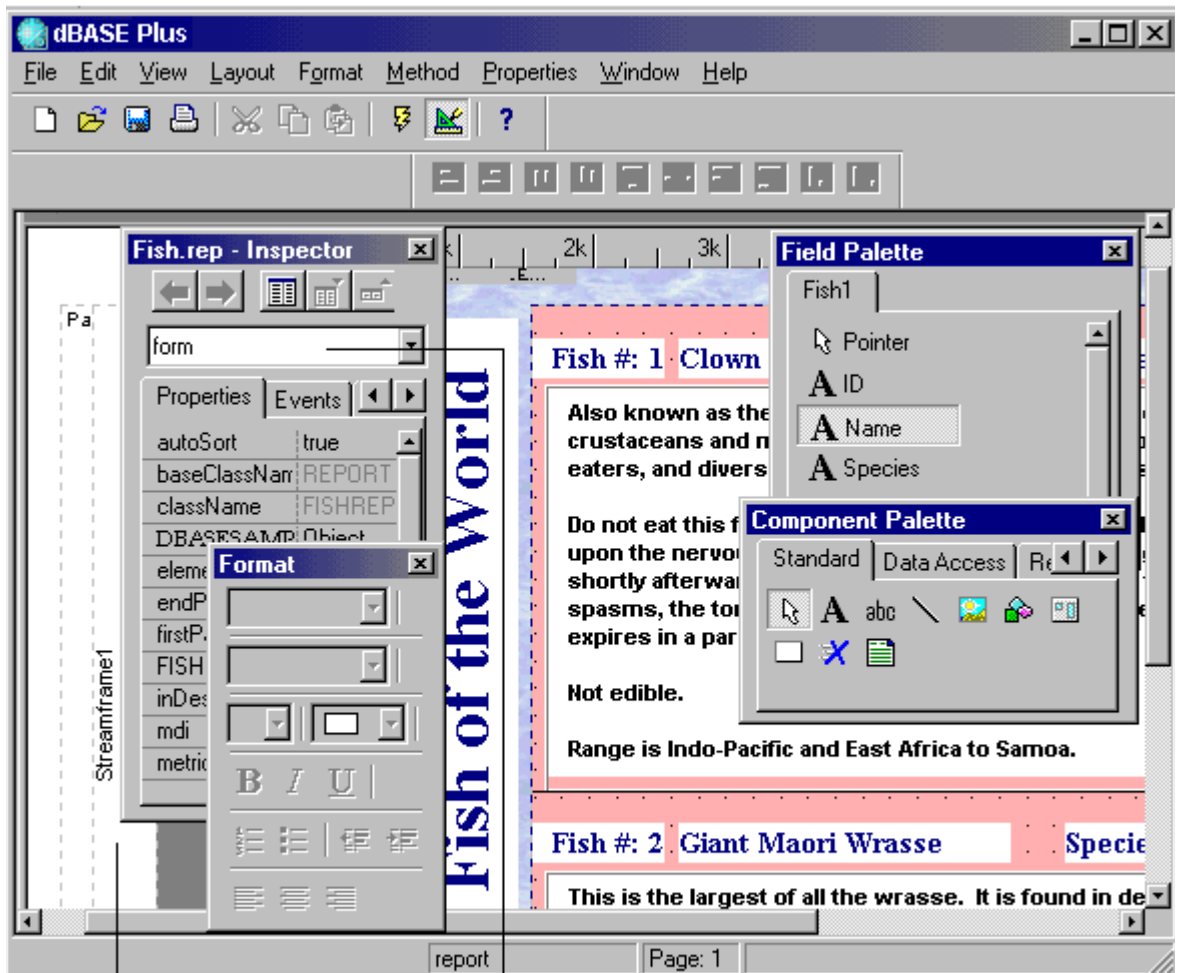 dBASE Plus
File Edit View Layout Format Method Properties Window Help
?
Fish.rep - Inspector
form
Properties Events
autoSort true
baseClassNam REPORT
className FISHREP
DBASESAMP Object
eleme
endP
firstP
FISH
inDes
mdi
metric
Format
B I U
Pa
Streamframe1
k 2k 3k
.. .E...
Fish of the World
Fish #: 1 Clown
Also known as the
crustaceans and m
eaters, and divers
Do not eat this f
upon the nervou
shortly afterwar
spasms, the to
expires in a par
Not edible.
Range is Indo-Pacific and East Africa to Samoa.
Fish #: 2 Giant Maori Wrasse Specie
This is the largest of all the wrasse. It is found in de
Field Palette
Fish1
Pointer
A ID
A Name
A Species
Component Palette
Standard Data Access Re
A abc
report Page: 1